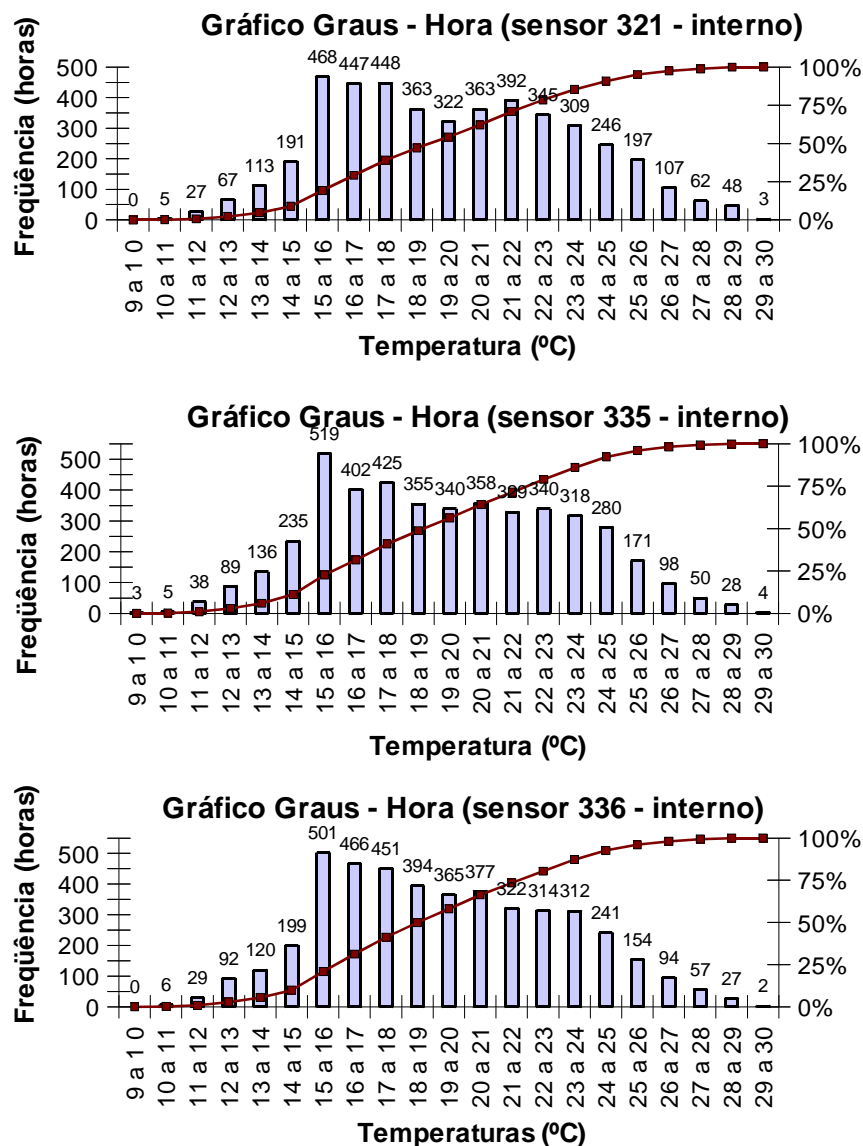 Gráfico Graus - Hora (sensor 321 - interno)
Freqüência (horas)
500
400
300
200
100
0
0 5 27 67 113 191 468 447 448 363 322 363 392 345 309 246 197 107 62 48 3
100%
75%
50%
25%
0%
9 a 1 0
10 a 11
11 a 12
12 a 13
13 a 14
14 a 15
15 a 16
16 a 17
17 a 18
18 a 19
19 a 20
20 a 21
21 a 22
22 a 23
23 a 24
24 a 25
25 a 26
26 a 27
27 a 28
28 a 29
29 a 30
Temperatura (ºC)
Gráfico Graus - Hora (sensor 335 - interno)
Freqüência (horas)
500
400
300
200
100
0
3 5 38 89 136 235 519 402 425 355 340 358 329 340 318 280 171 98 50 28 4
100%
75%
50%
25%
0%
9 a 1 0
10 a 11
11 a 12
12 a 13
13 a 14
14 a 15
15 a 16
16 a 17
17 a 18
18 a 19
19 a 20
20 a 21
21 a 22
22 a 23
23 a 24
24 a 25
25 a 26
26 a 27
27 a 28
28 a 29
29 a 30
Temperatura (ºC)
Gráfico Graus - Hora (sensor 336 - interno)
Freqüência (horas)
500
400
300
200
100
0
0 6 29 92 120 199 501 466 451 394 365 377 322 314 312 241 154 94 57 27 2
100%
75%
50%
25%
0%
9 a 1 0
10 a 11
11 a 12
12 a 13
13 a 14
14 a 15
15 a 16
16 a 17
17 a 18
18 a 19
19 a 20
20 a 21
21 a 22
22 a 23
23 a 24
24 a 25
25 a 26
26 a 27
27 a 28
28 a 29
29 a 30
Temperaturas (ºC)